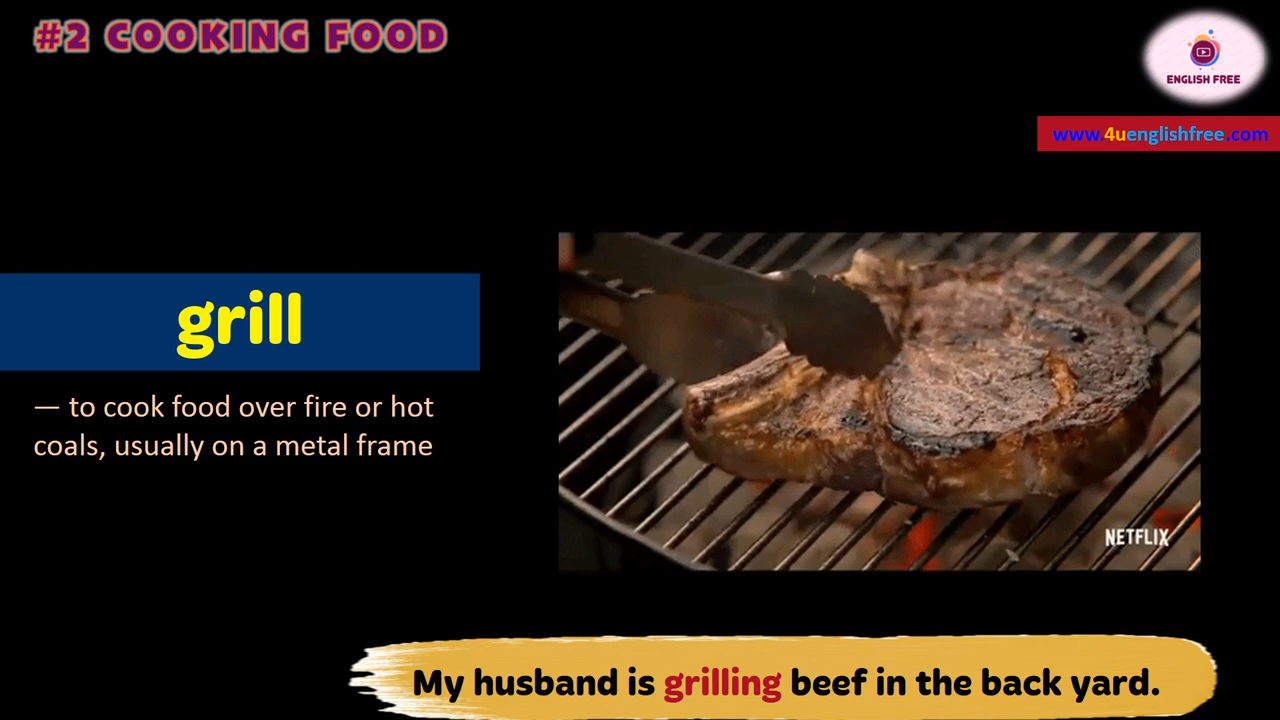 #2 COOKING FOOD
ENGLISH FREE
www.4uenglishfree.com
grill
— to cook food over fire or hot
coals, usually on a metal frame
NETFLIX
My husband is grilling beef in the back yard.